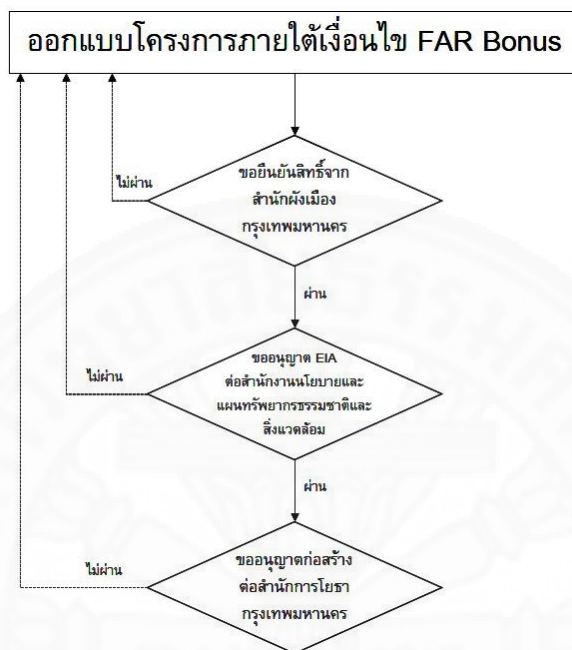 ออกแบบโครงการภายใต้เงื่อนไข FAR Bonus
ไม่ผ่าน
ขอยืนยันสิทธิ์จาก
สำนักผังเมือง
กรุงเทพมหานคร
ผ่าน
ไม่ผ่าน
ขออนุญาต EIA
ต่อสำนักงานนโยบายและ
แผนทรัพยากรธรรมชาติและ
สิ่งแวดล้อม
ผ่าน
ไม่ผ่าน
ขออนุญาตก่อสร้าง
ต่อสำนักการโยธา
กรุงเทพมหานคร